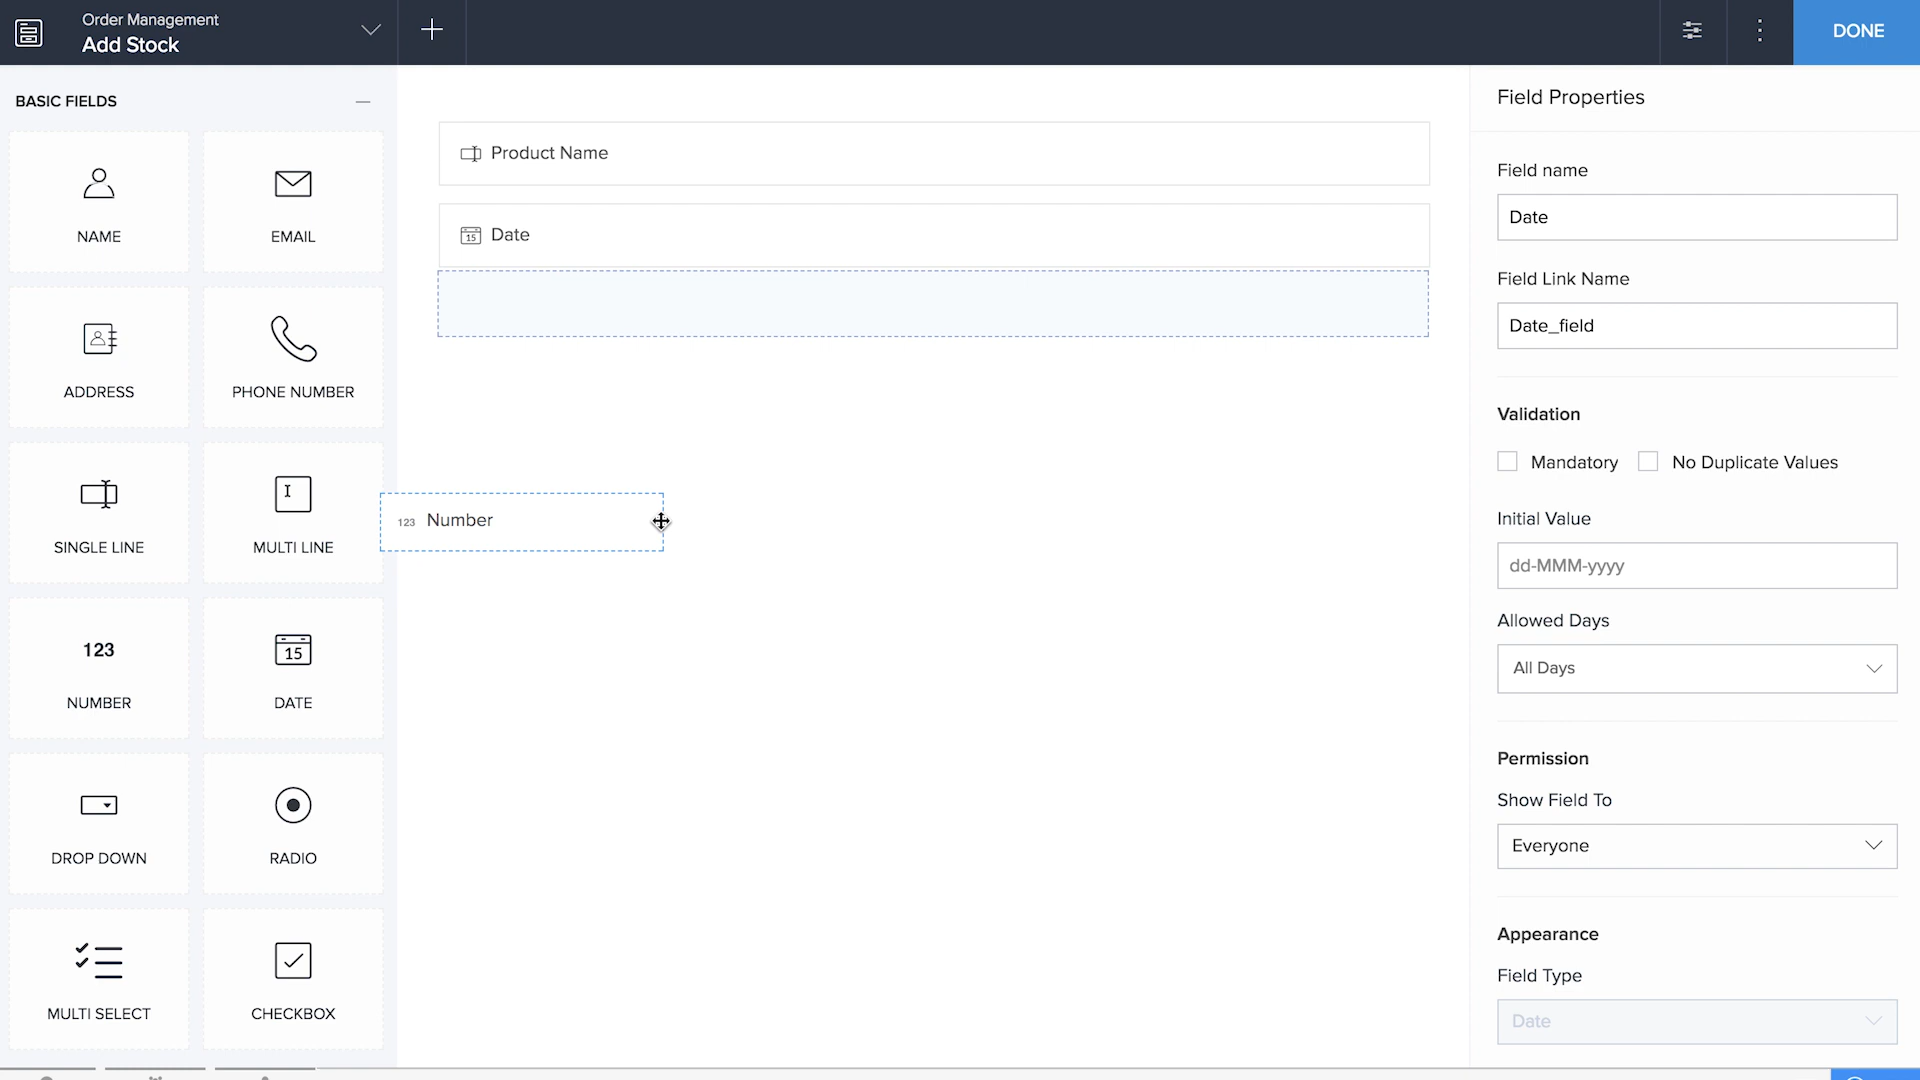 Order Management
Add Stock
DONE
BASIC FIELDS
NAME
EMAIL
ADDRESS
PHONE NUMBER
SINGLE LINE
MULTI LINE
123
NUMBER
15
DATE
DROP DOWN
RADIO
MULTI SELECT
CHECKBOX
Product Name
15 Date
123 Number
Field Properties
Field name
Date
Field Link Name
Date_field
Validation
Mandatory
No Duplicate Values
Initial Value
dd-MMM-yyyy
Allowed Days
All Days
Permission
Show Field To
Everyone
Appearance
Field Type
Date